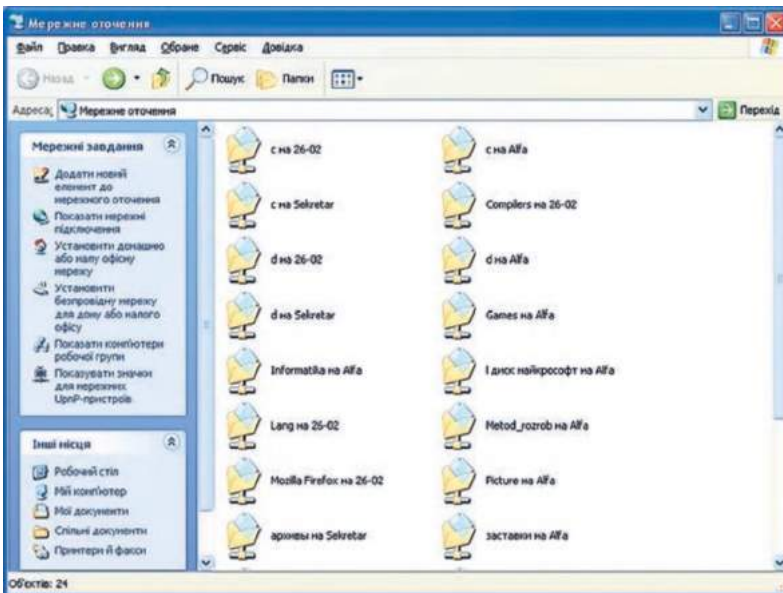 Мережне оточення
Файл Правка Вигляд Обране Сервіс Довідка
Назад Пошук Папки
Адреса: Мережне оточення Перехід
Мережні завдання
Додати новий
елемент до
мережного оточення
Показати мережні
підключення
Установити домашню
або малу офісну
мережу
Установити
безпровідну мережу
для дому або малого
офісу
Показати комп'ютери
робочої групи
Показувати значки
для мережних
UPnP-пристроїв
Інші місця
Робочий стіл
Мій комп'ютер
Мої документи
Спільні документи
Принтери й факси
с на 26-02
с на Alfa
с на Sekretar
Compilers на 26-02
d на 26-02
d на Alfa
d на Sekretar
Games на Alfa
Informatika на Alfa
I диск майкрософт на Alfa
Lang на 26-02
Metod_rozrob на Alfa
Mozilla Firefox на 26-02
Picture на Alfa
архивы на Sekretar
заставки на Alfa
Об'єктів: 24